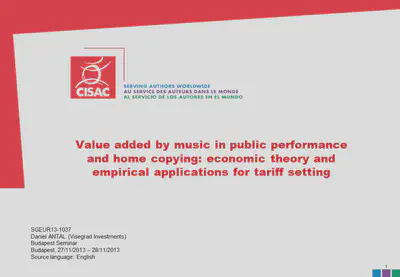 CISAC
SERVING AUTHORS WORLDWIDE
AU SERVICE DES AUTEURS DANS LE MONDE
AL SERVICIO DE LOS AUTORES EN EL MUNDO
Value added by music in public performance
and home copying: economic theory and
empirical applications for tariff setting
SGEUR13-1037
Daniel ANTAL (Visegrad Investments)
Budapest Seminar
Budapest, 27/11/2013 – 28/11/2013
Source language: English
1